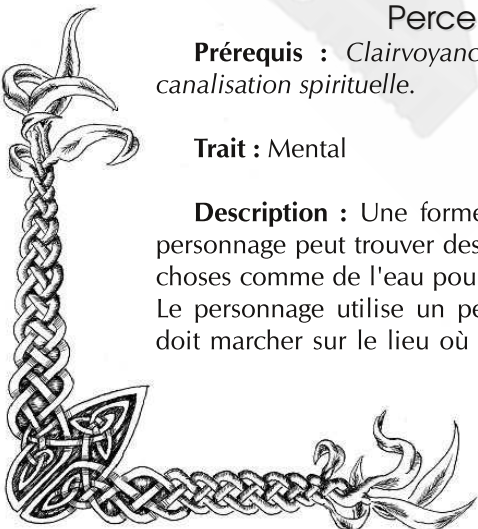 Perce
Prérequis : Clairvoyanc
canalisation spirituelle.
Trait : Mental
Description : Une forme
personnage peut trouver des
choses comme de l'eau pou
Le personnage utilise un pe
doit marcher sur le lieu où